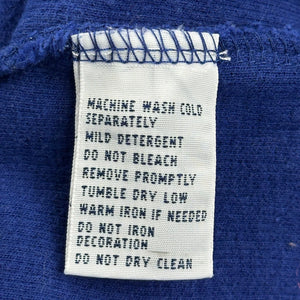 MACHINE WASH COLD
SEPARATELY
MILD DETERGENT
DO NOT BLEACH
REMOVE PROMPTLY
TUMBLE DRY LOW
WARM IRON IF NEEDED
DO NOT IRON
DECORATION
DO NOT DRY CLEAN